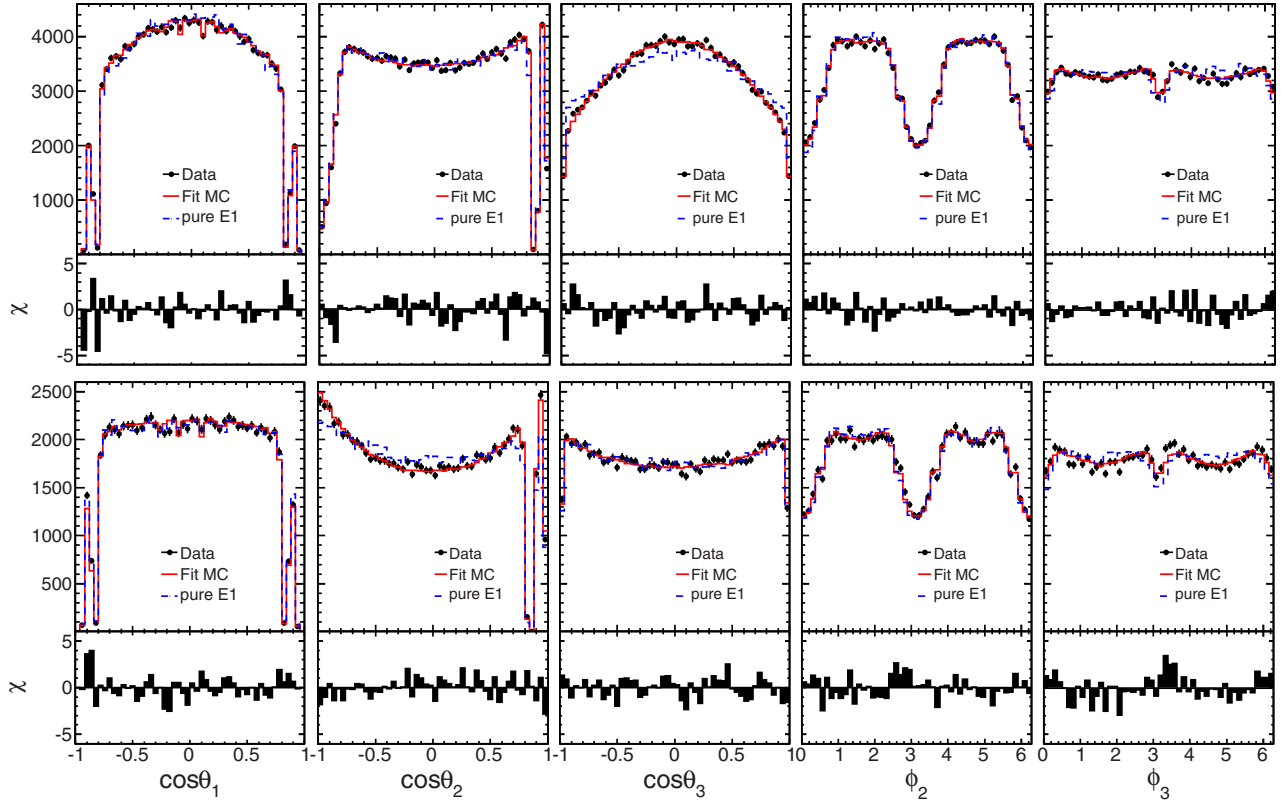 4000
3000
2000
1000
Data
Fit MC
pure E1
Data
Fit MC
pure E1
Data
Fit MC
pure E1
Data
Fit MC
pure E1
Data
Fit MC
pure E1
χ
5
0
-5
2500
2000
1500
1000
500
Data
Fit MC
pure E1
Data
Fit MC
pure E1
Data
Fit MC
pure E1
Data
Fit MC
pure E1
Data
Fit MC
pure E1
χ
5
0
-5
-1 -0.5 0 0.5 1
-1 -0.5 0 0.5 1
-1 -0.5 0 0.5 1
0 1 2 3 4 5 6
0 1 2 3 4 5 6
cosθ1
cosθ2
cosθ3
ϕ2
ϕ3